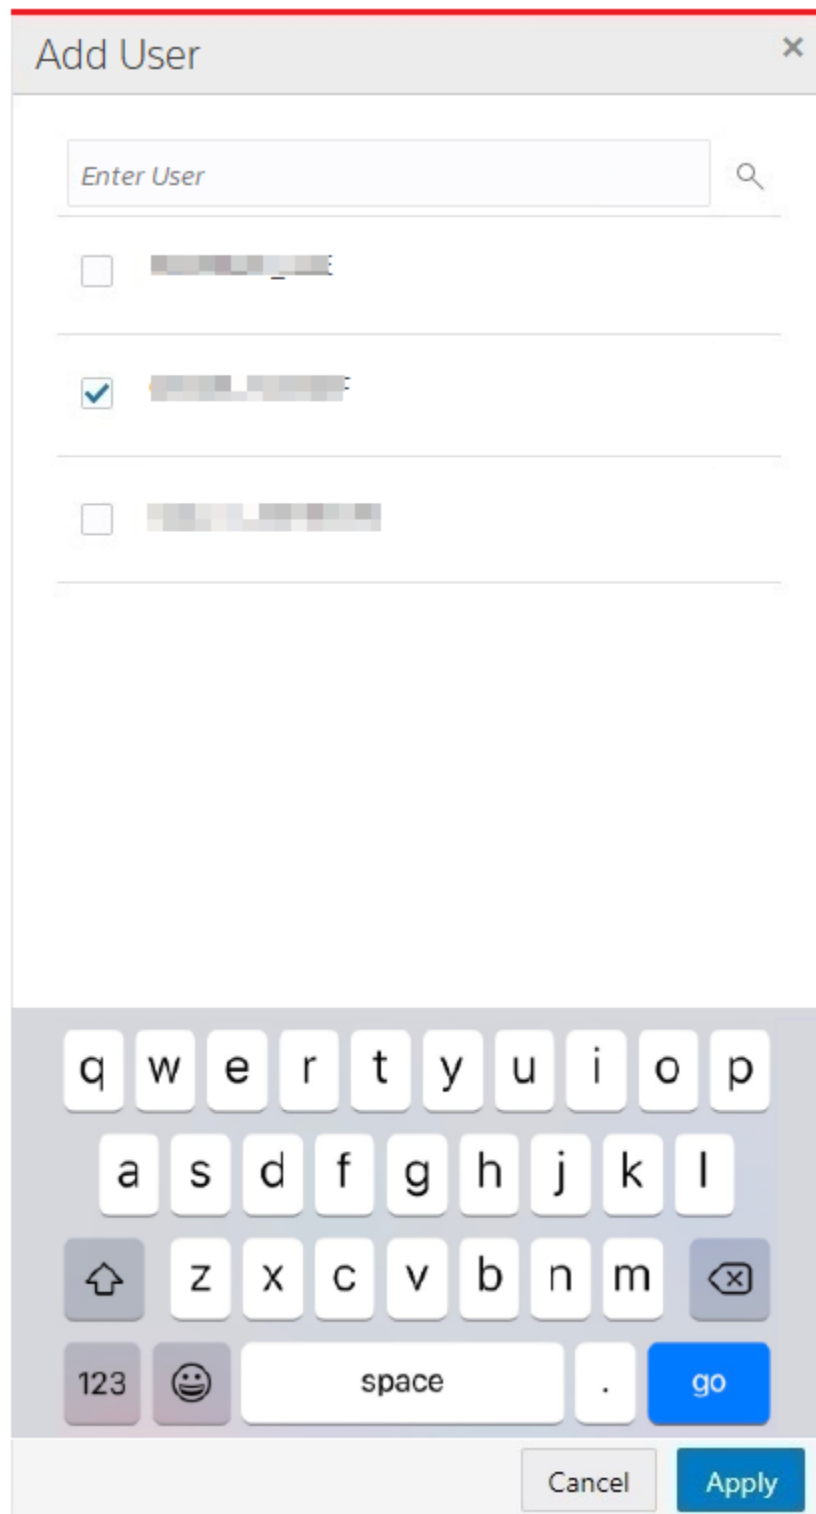 Add User
Enter User
q w e r t y u i o p
a s d f g h j k l
z x c v b n m
123 space . go
Cancel Apply